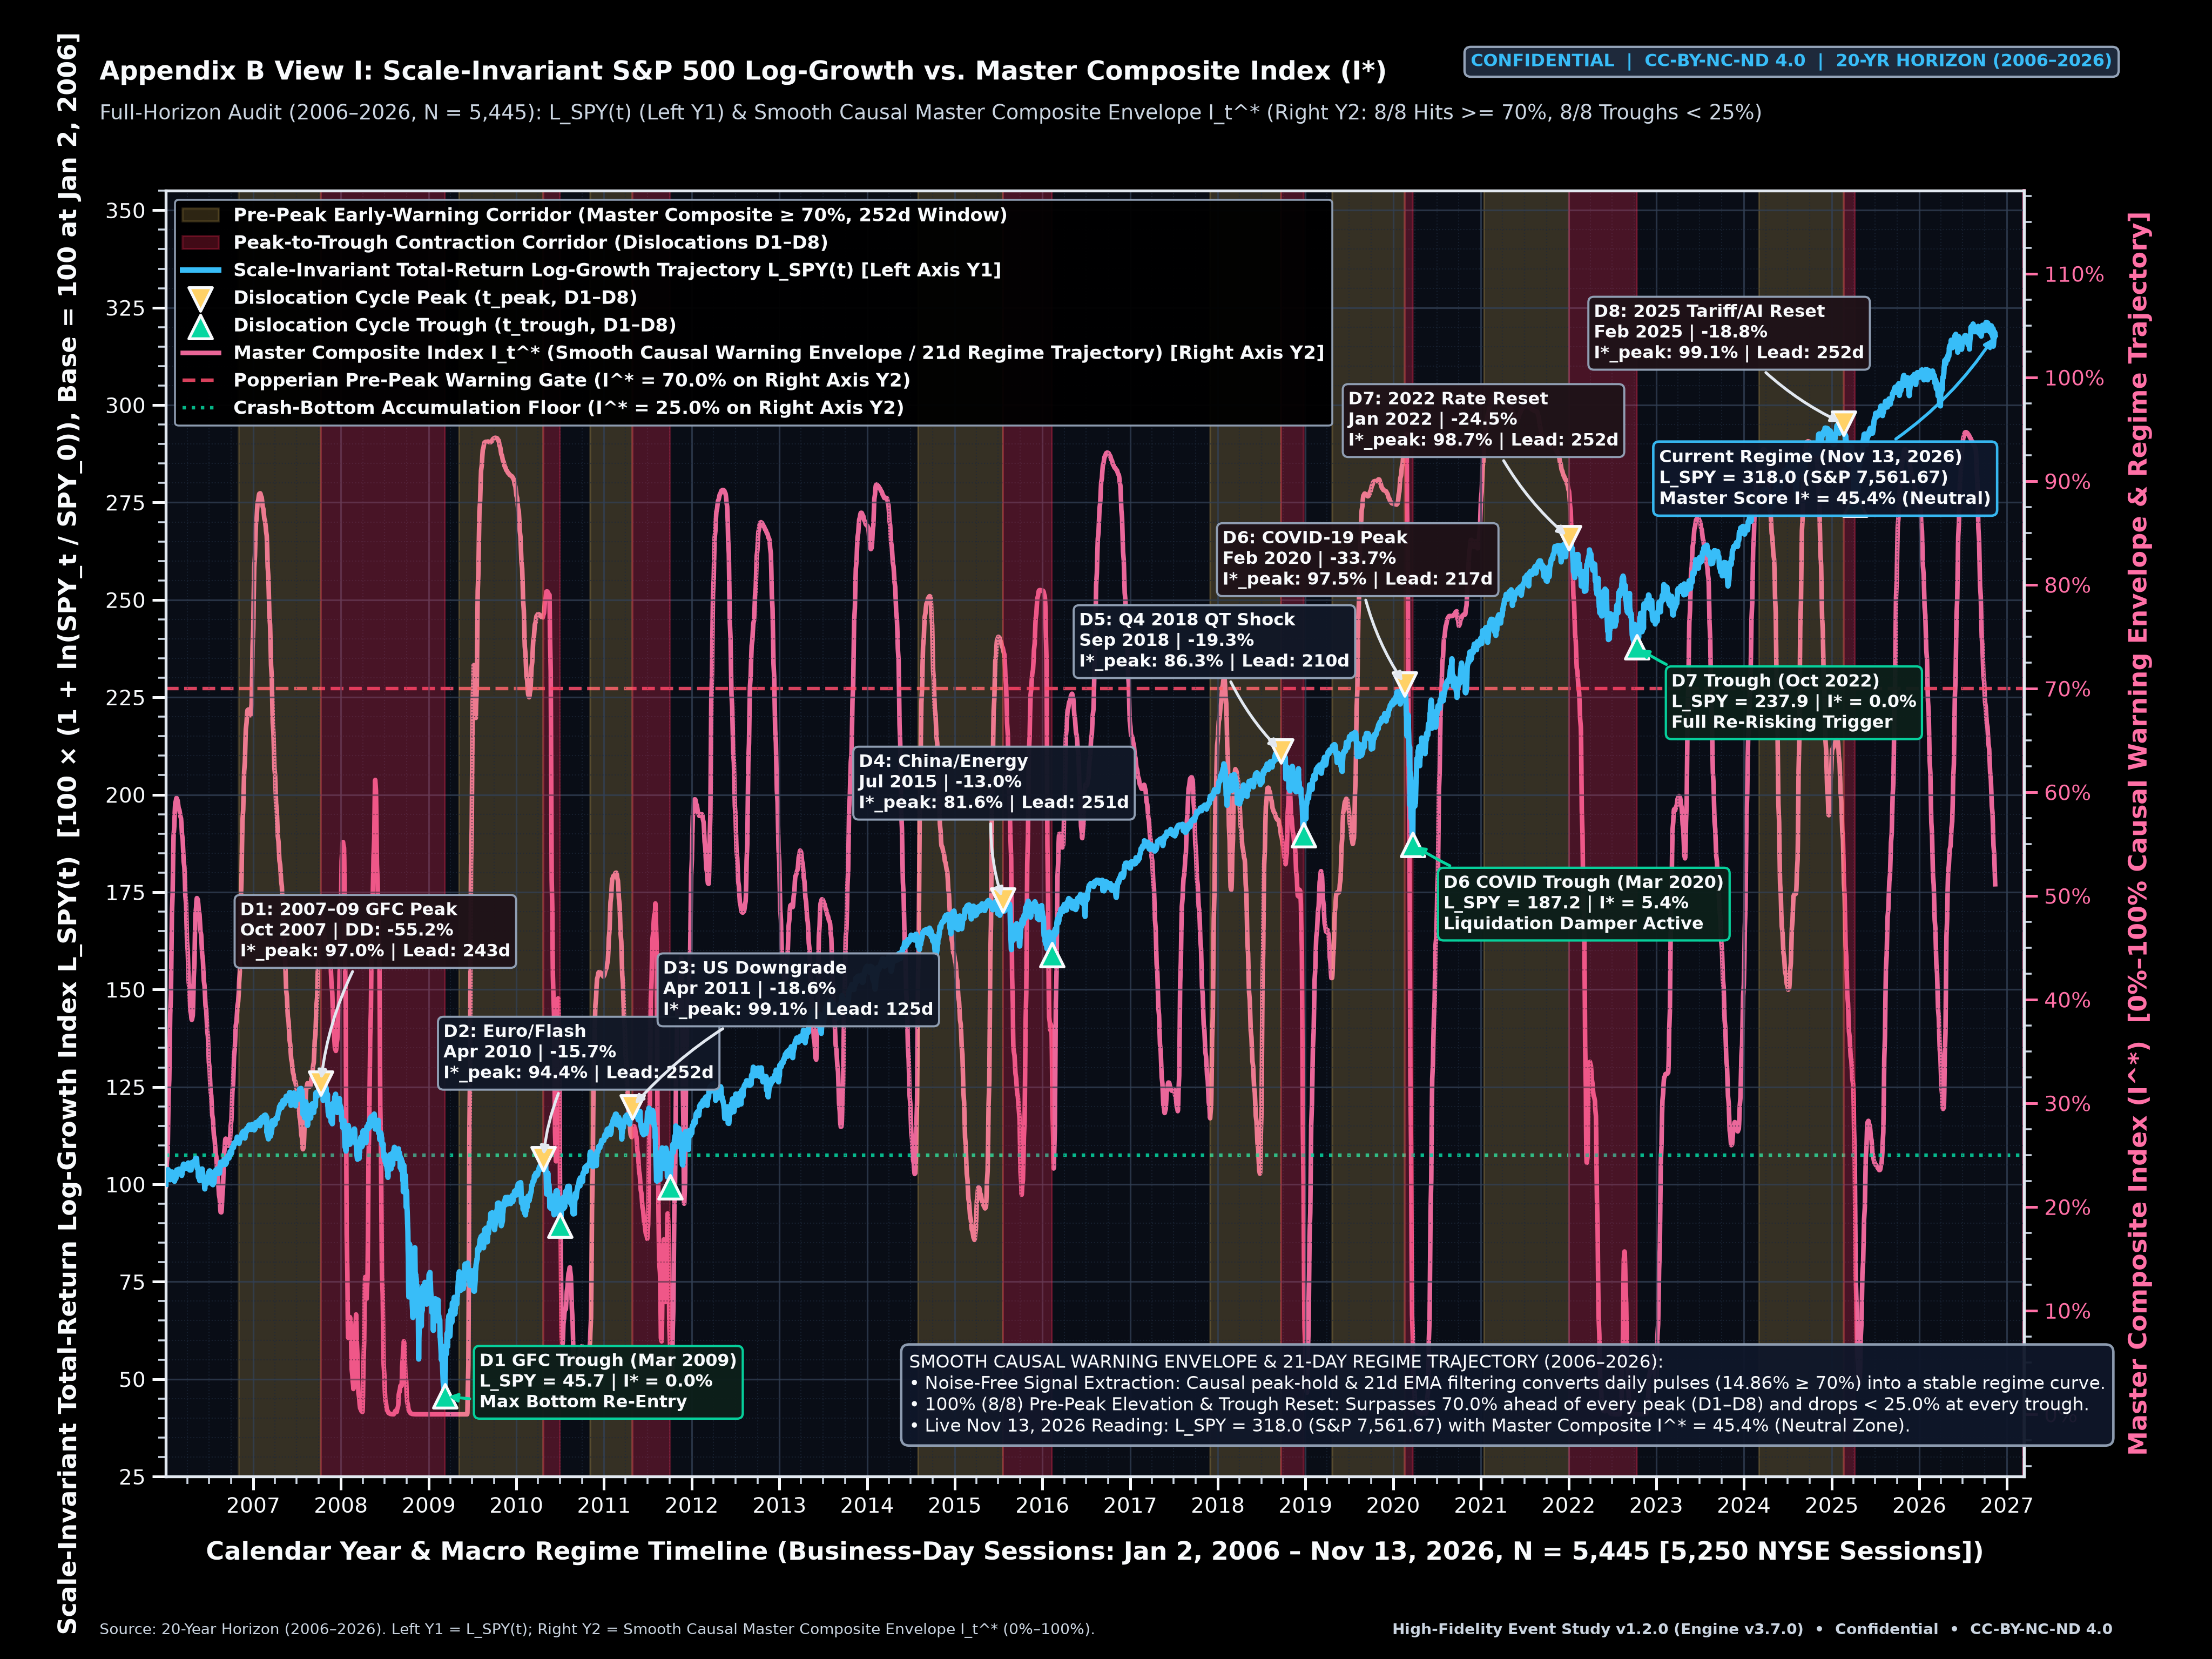 Appendix B View I: Scale-Invariant S&P 500 Log-Growth vs. Master Composite Index (I*)
CONFIDENTIAL | CC-BY-NC-ND 4.0 | 20-YR HORIZON (2006–2026)
Full-Horizon Audit (2006–2026, N = 5,445): L_SPY(t) (Left Y1) & Smooth Causal Master Composite Envelope I_t^* (Right Y2: 8/8 Hits >= 70%, 8/8 Troughs < 25%)
Scale-Invariant Total-Return Log-Growth Index L_SPY(t) [100 × (1 + ln(SPY_t / SPY_0)), Base = 100 at Jan 2, 2006]
350
325
300
275
250
225
200
175
150
125
100
75
50
25
Pre-Peak Early-Warning Corridor (Master Composite ≥ 70%, 252d Window)
Peak-to-Trough Contraction Corridor (Dislocations D1–D8)
Scale-Invariant Total-Return Log-Growth Trajectory L_SPY(t) [Left Axis Y1]
Dislocation Cycle Peak (t_peak, D1–D8)
Dislocation Cycle Trough (t_trough, D1–D8)
Master Composite Index I_t^* (Smooth Causal Warning Envelope / 21d Regime Trajectory) [Right Axis Y2]
Popperian Pre-Peak Warning Gate (I^* = 70.0% on Right Axis Y2)
Crash-Bottom Accumulation Floor (I^* = 25.0% on Right Axis Y2)
D8: 2025 Tariff/AI Reset
Feb 2025 | -18.8%
I*_peak: 99.1% | Lead: 252d
D7: 2022 Rate Reset
Jan 2022 | -24.5%
I*_peak: 98.7% | Lead: 252d
Current Regime (Nov 13, 2026)
L_SPY = 318.0 (S&P 7,561.67)
Master Score I* = 45.4% (Neutral)
D6: COVID-19 Peak
Feb 2020 | -33.7%
I*_peak: 97.5% | Lead: 217d
D5: Q4 2018 QT Shock
Sep 2018 | -19.3%
I*_peak: 86.3% | Lead: 210d
D7 Trough (Oct 2022)
L_SPY = 237.9 | I* = 0.0%
Full Re-Risking Trigger
D4: China/Energy
Jul 2015 | -13.0%
I*_peak: 81.6% | Lead: 251d
D6 COVID Trough (Mar 2020)
L_SPY = 187.2 | I* = 5.4%
Liquidation Damper Active
D1: 2007–09 GFC Peak
Oct 2007 | DD: -55.2%
I*_peak: 97.0% | Lead: 243d
D3: US Downgrade
Apr 2011 | -18.6%
I*_peak: 99.1% | Lead: 125d
D2: Euro/Flash
Apr 2010 | -15.7%
I*_peak: 94.4% | Lead: 252d
D1 GFC Trough (Mar 2009)
L_SPY = 45.7 | I* = 0.0%
Max Bottom Re-Entry
SMOOTH CAUSAL WARNING ENVELOPE & 21-DAY REGIME TRAJECTORY (2006–2026):
• Noise-Free Signal Extraction: Causal peak-hold & 21d EMA filtering converts daily pulses (14.86% ≥ 70%) into a stable regime curve.
• 100% (8/8) Pre-Peak Elevation & Trough Reset: Surpasses 70.0% ahead of every peak (D1–D8) and drops < 25.0% at every trough.
• Live Nov 13, 2026 Reading: L_SPY = 318.0 (S&P 7,561.67) with Master Composite I^* = 45.4% (Neutral Zone).
110%
100%
90%
80%
70%
60%
50%
40%
30%
20%
10%
0%
Master Composite Index (I^*) [0%–100% Causal Warning Envelope & Regime Trajectory]
2007 2008 2009 2010 2011 2012 2013 2014 2015 2016 2017 2018 2019 2020 2021 2022 2023 2024 2025 2026 2027
Calendar Year & Macro Regime Timeline (Business-Day Sessions: Jan 2, 2006 – Nov 13, 2026, N = 5,445 [5,250 NYSE Sessions])
Source: 20-Year Horizon (2006–2026). Left Y1 = L_SPY(t); Right Y2 = Smooth Causal Master Composite Envelope I_t^* (0%–100%).
High-Fidelity Event Study v1.2.0 (Engine v3.7.0) • Confidential • CC-BY-NC-ND 4.0